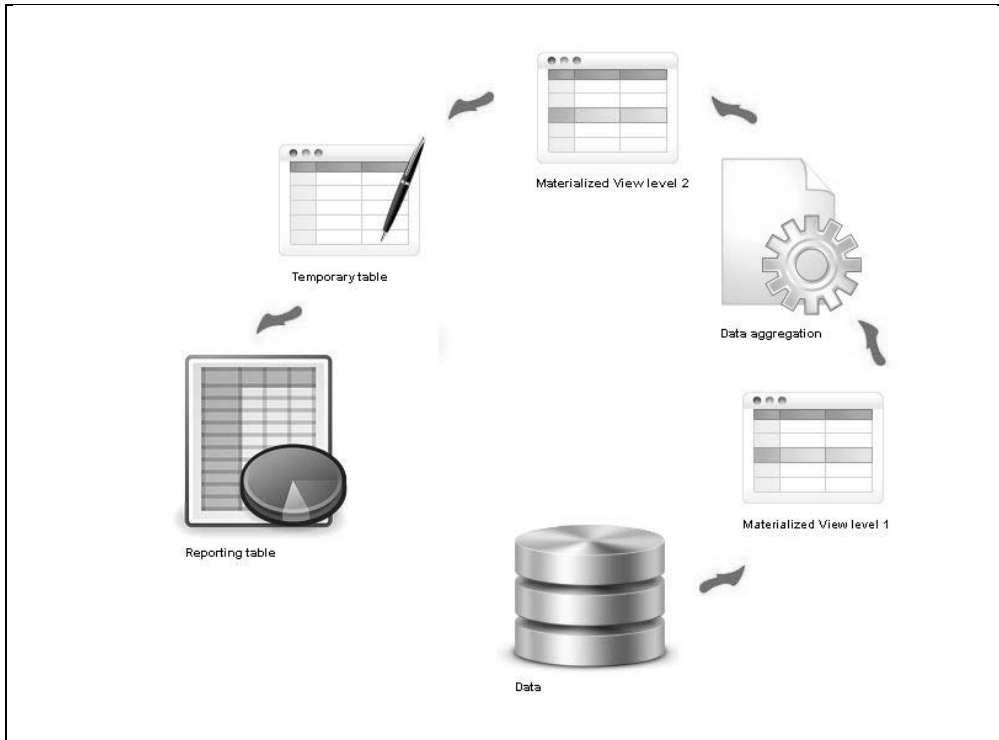 Materialized View level 2
Temporary table
Data aggregation
Materialized View level 1
Reporting table
Data